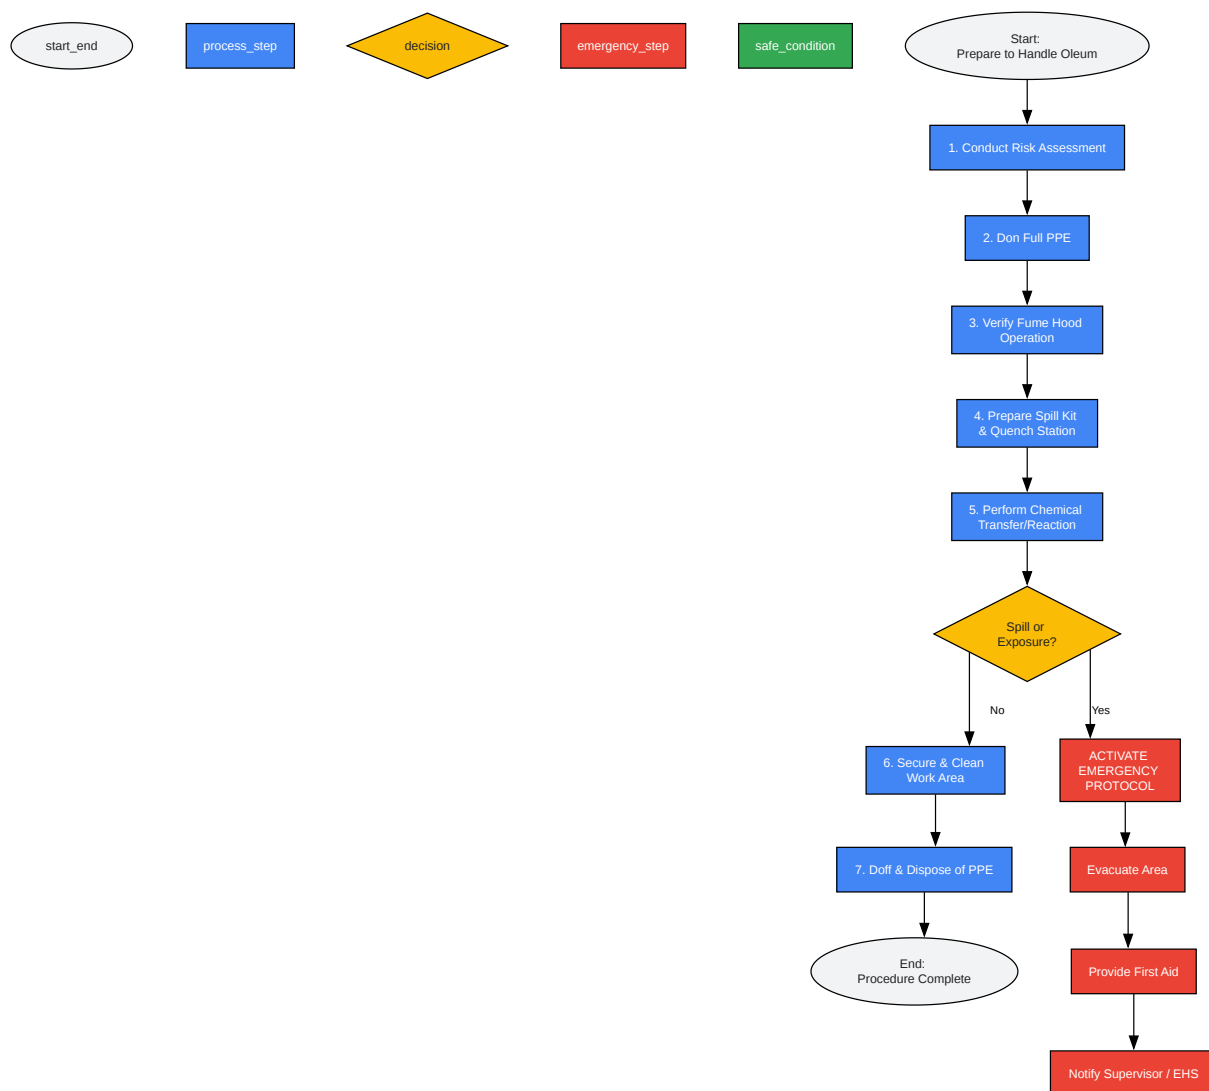 start_end
process_step
decision
emergency_step
safe_condition
Start:
Prepare to Handle Oleum
1. Conduct Risk Assessment
2. Don Full PPE
3. Verify Fume Hood
Operation
4. Prepare Spill Kit
& Quench Station
5. Perform Chemical
Transfer/Reaction
Spill or
Exposure?
No
Yes
6. Secure & Clean
Work Area
ACTIVATE
EMERGENCY
PROTOCOL
7. Doff & Dispose of PPE
Evacuate Area
End:
Procedure Complete
Provide First Aid
Notify Supervisor / EHS